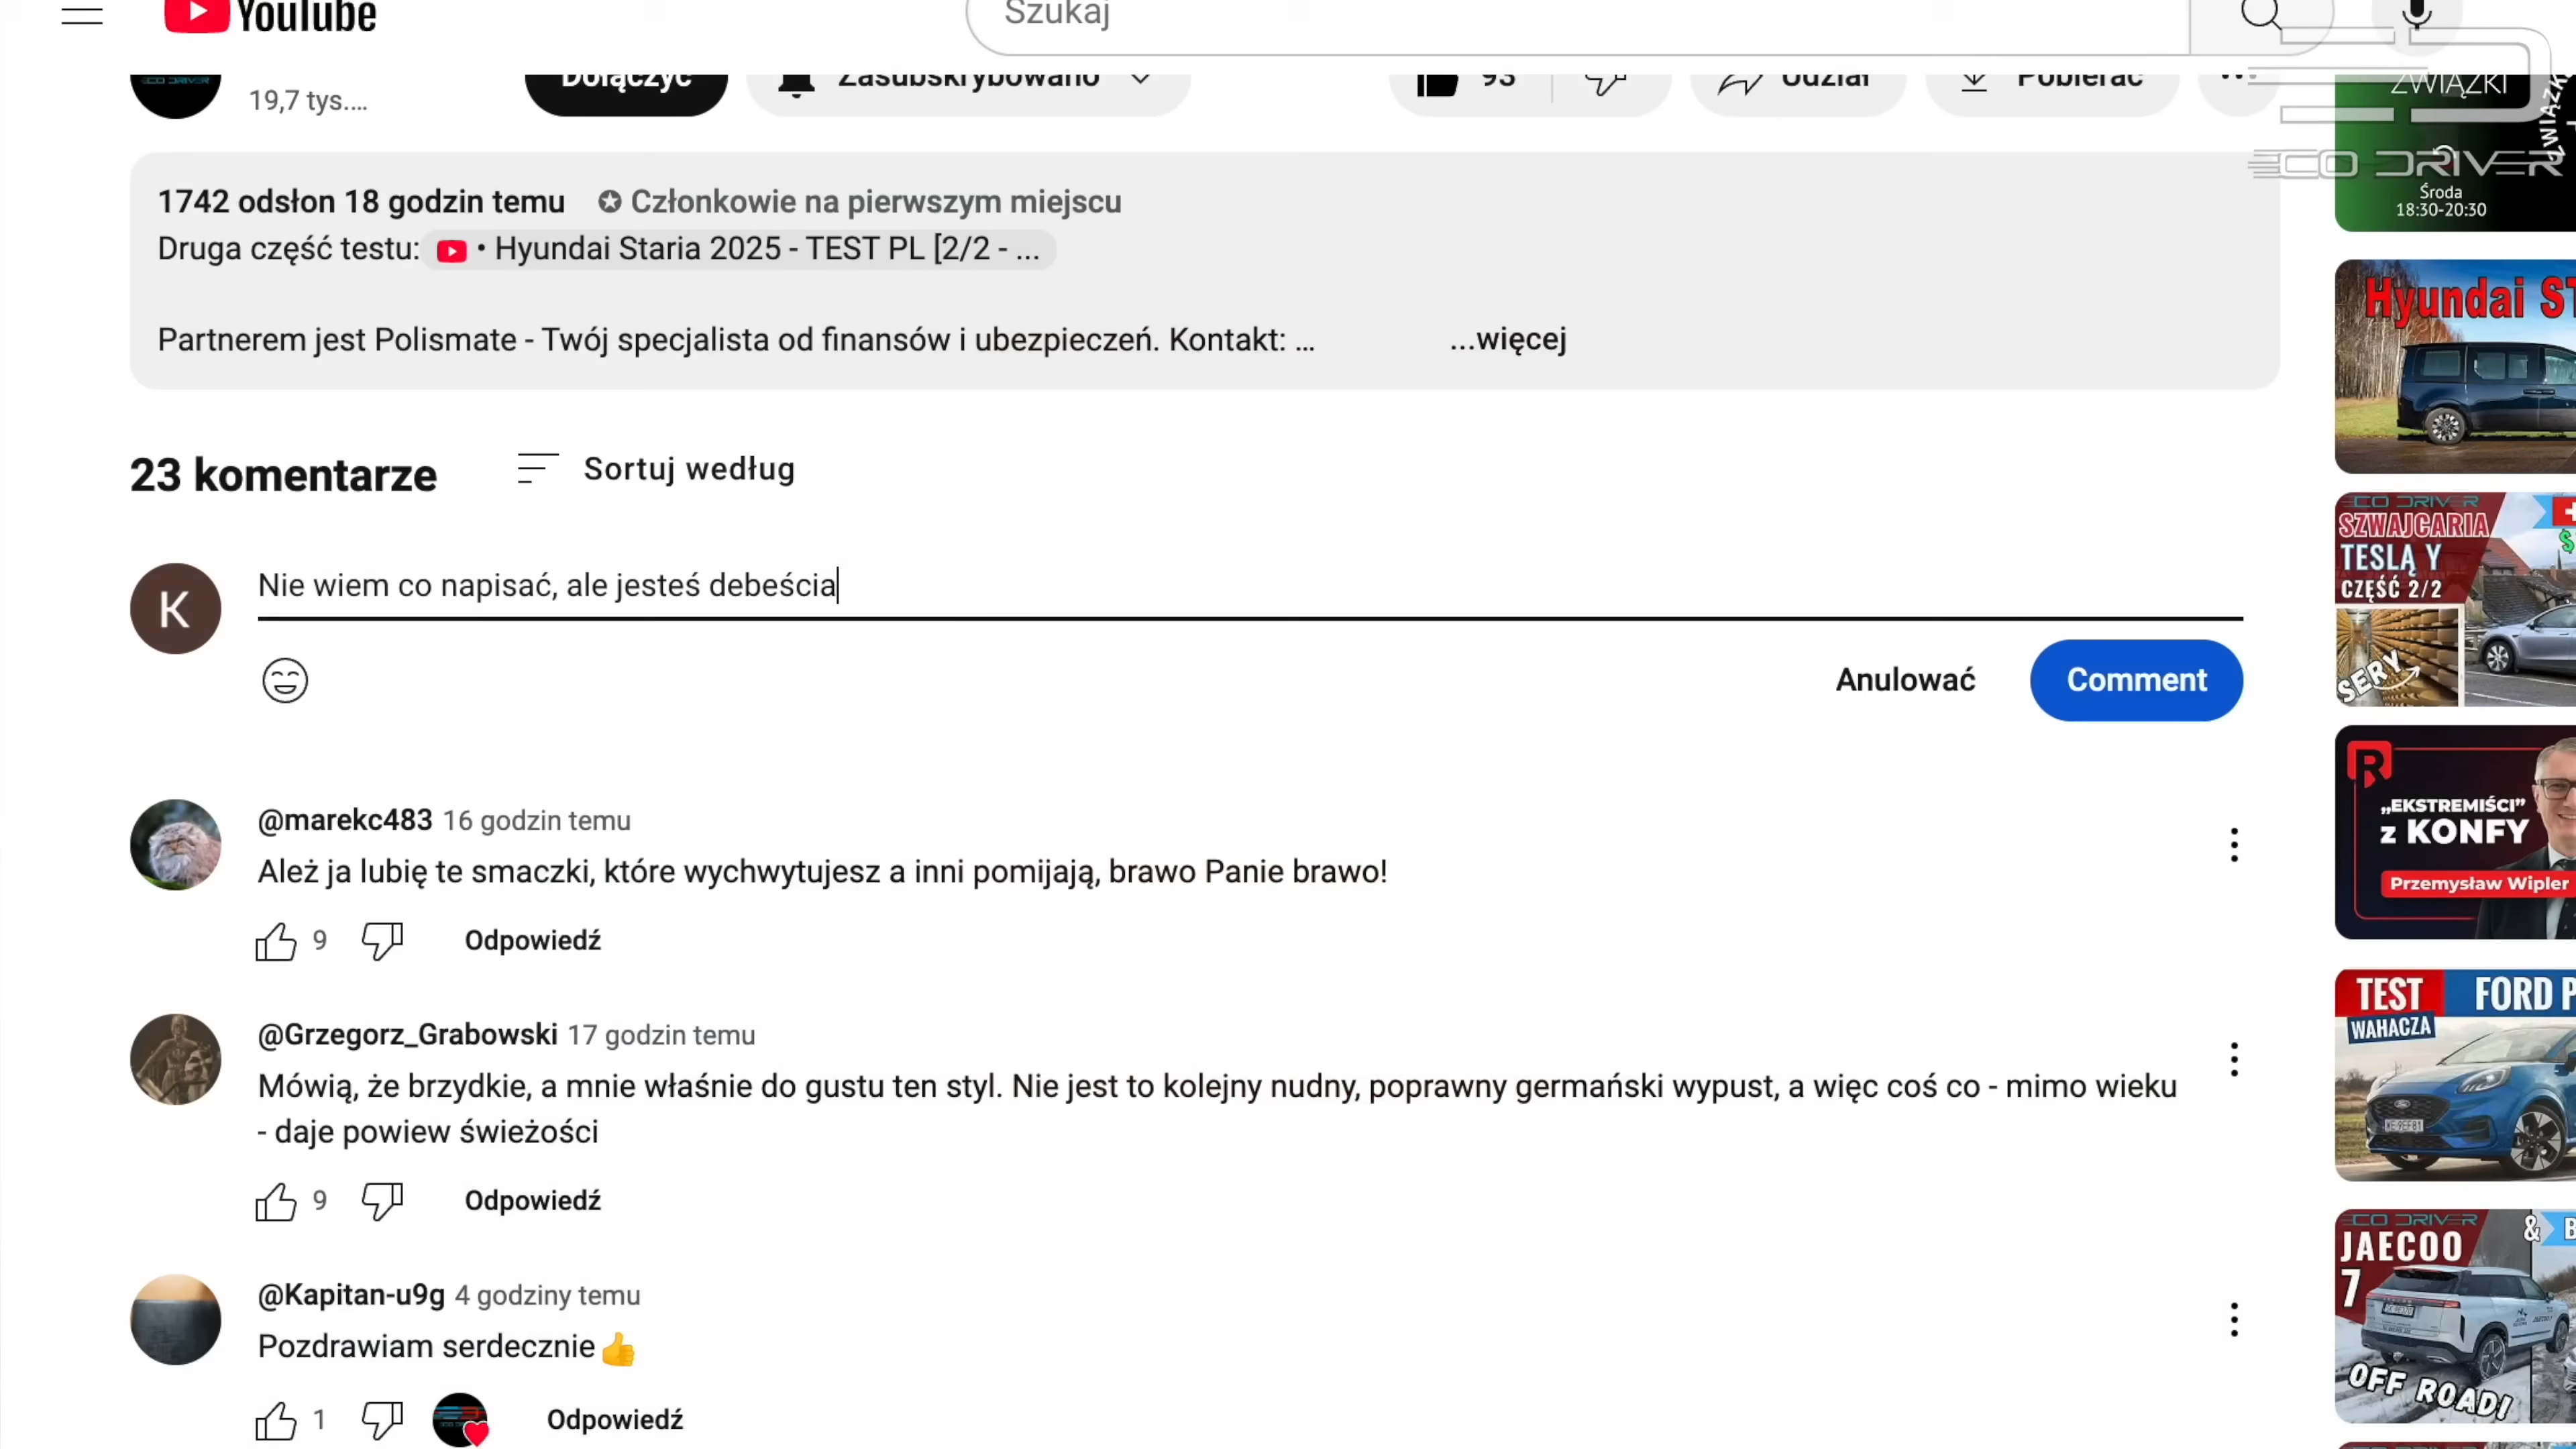 YouTube
Szukaj
19,7 tys....
Dołączyć
Zasubskrybowano
93
Udział
Pobierać
1742 odsłon 18 godzin temu
Członkowie na pierwszym miejscu
Druga część testu: • Hyundai Staria 2025 - TEST PL [2/2 - ...
Partnerem jest Polismate - Twój specjalista od finansów i ubezpieczeń. Kontakt: ...
...więcej
23 komentarze
Sortuj według
K
Nie wiem co napisać, ale jesteś debeścia
Anulować
Comment
@marekc483 16 godzin temu
Ależ ja lubię te smaczki, które wychwytujesz a inni pomijają, brawo Panie brawo!
9
Odpowiedź
@Grzegorz_Grabowski 17 godzin temu
Mówią, że brzydkie, a mnie właśnie do gustu ten styl. Nie jest to kolejny nudny, poprawny germański wypust, a więc coś co - mimo wieku
- daje powiew świeżości
9
Odpowiedź
@Kapitan-u9g 4 godziny temu
Pozdrawiam serdecznie👍
1
Odpowiedź
ECO DRIVER
ZWIĄZKI
Środa
18:30-20:30
Hyundai ST
ECO DRIVER
SZWAJCARIA
TESLĄ Y
CZĘŚĆ 2/2
SERY
R
„EKSTREMIŚCI”
z KONFY
Przemysław Wipler
TEST
FORD P
WAHACZA
ECO DRIVER
JAECOO
7
&
B
OFF ROAD!